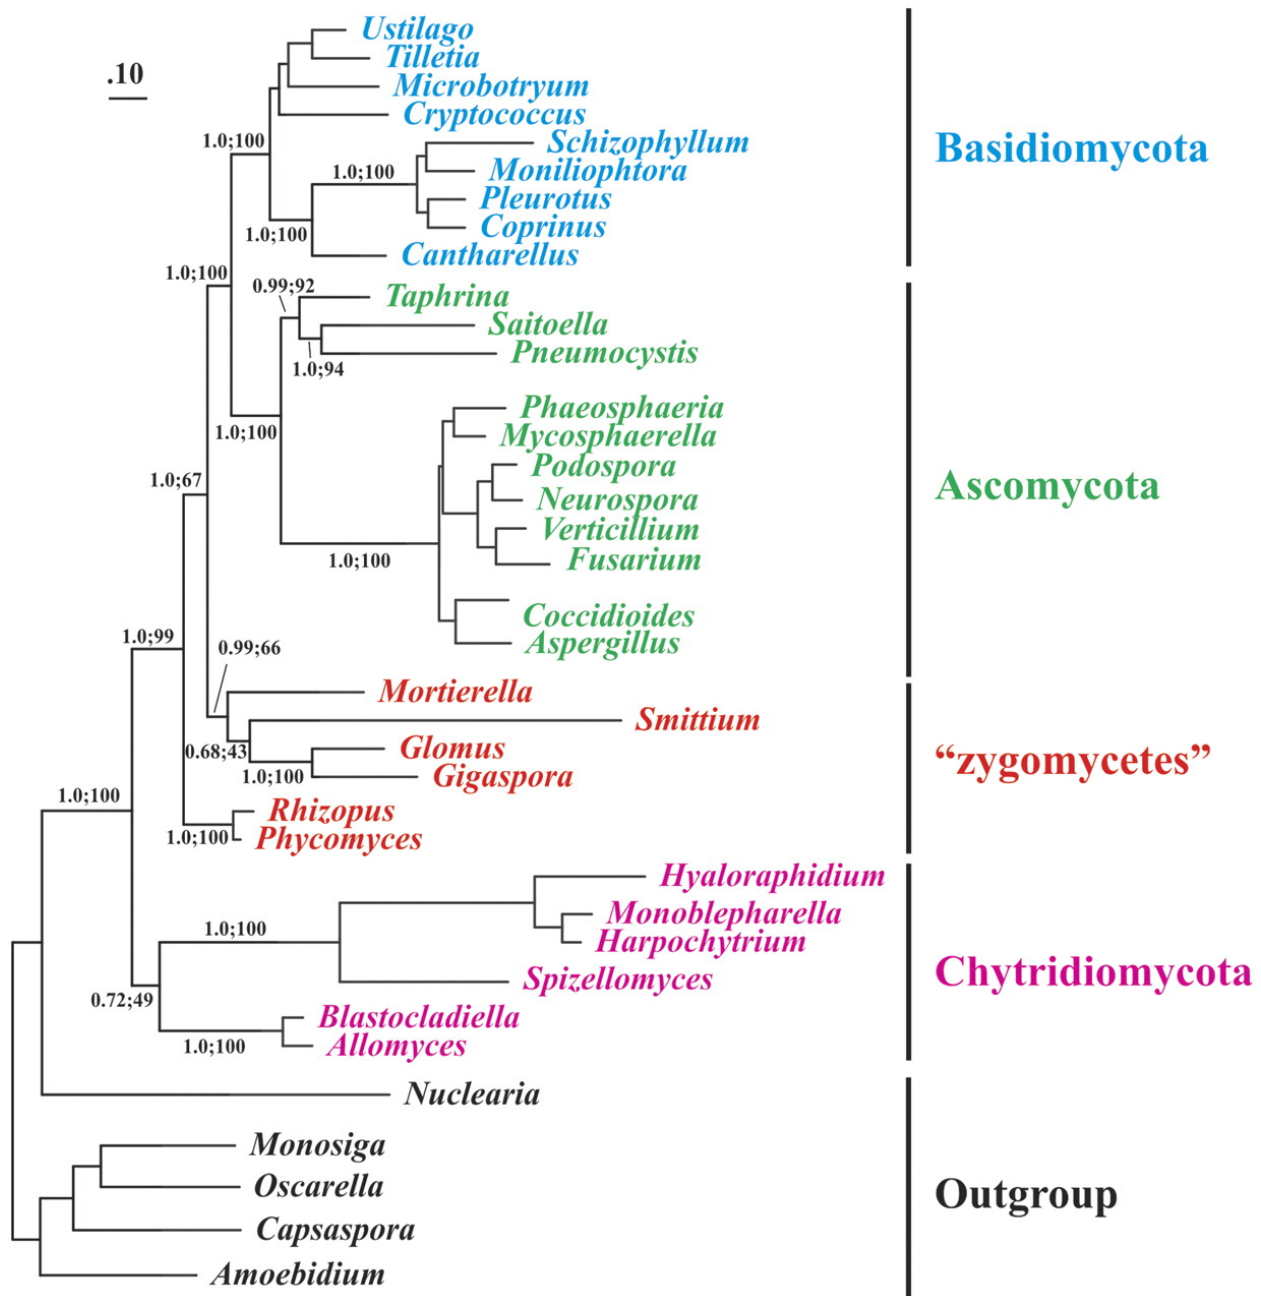 Ustilago
.10
Tilletia
Microbotryum
Cryptococcus
1.0;100
Schizophyllum
Basidiomycota
1.0;100
Moniliophtora
Pleurotus
Coprinus
1.0;100
Cantharellus
1.0;100
0.99;92
Taphrina
Saitoella
Pneumocystis
1.0;94
Phaeosphaeria
1.0;100
Mycosphaerella
Podospora
1.0;67
Ascomycota
Neurospora
Verticillium
1.0;100
Fusarium
Coccidioides
1.0;99
Aspergillus
0.99;66
Mortierella
Smittium
0.68;43
Glomus
“zygomycetes”
1.0;100
Gigaspora
1.0;100
Rhizopus
1.0;100
Phycomyces
Hyaloraphidium
Monoblepharella
1.0;100
Harpochytrium
Chytridiomycota
Spizellomyces
0.72;49
Blastocladiella
1.0;100
Allomyces
Nuclearia
Monosiga
Oscarella
Outgroup
Capsaspora
Amoebidium